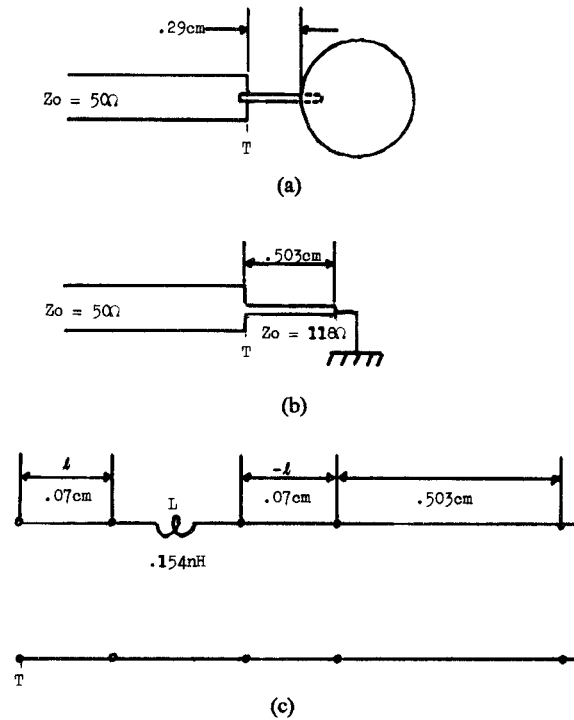 .29cm
Zo = 50Ω
T
(a)
.503cm
Zo = 50Ω
Zo = 118Ω
T
(b)
ℓ
-ℓ
.07cm
.07cm
.503cm
L
.154nH
T
(c)